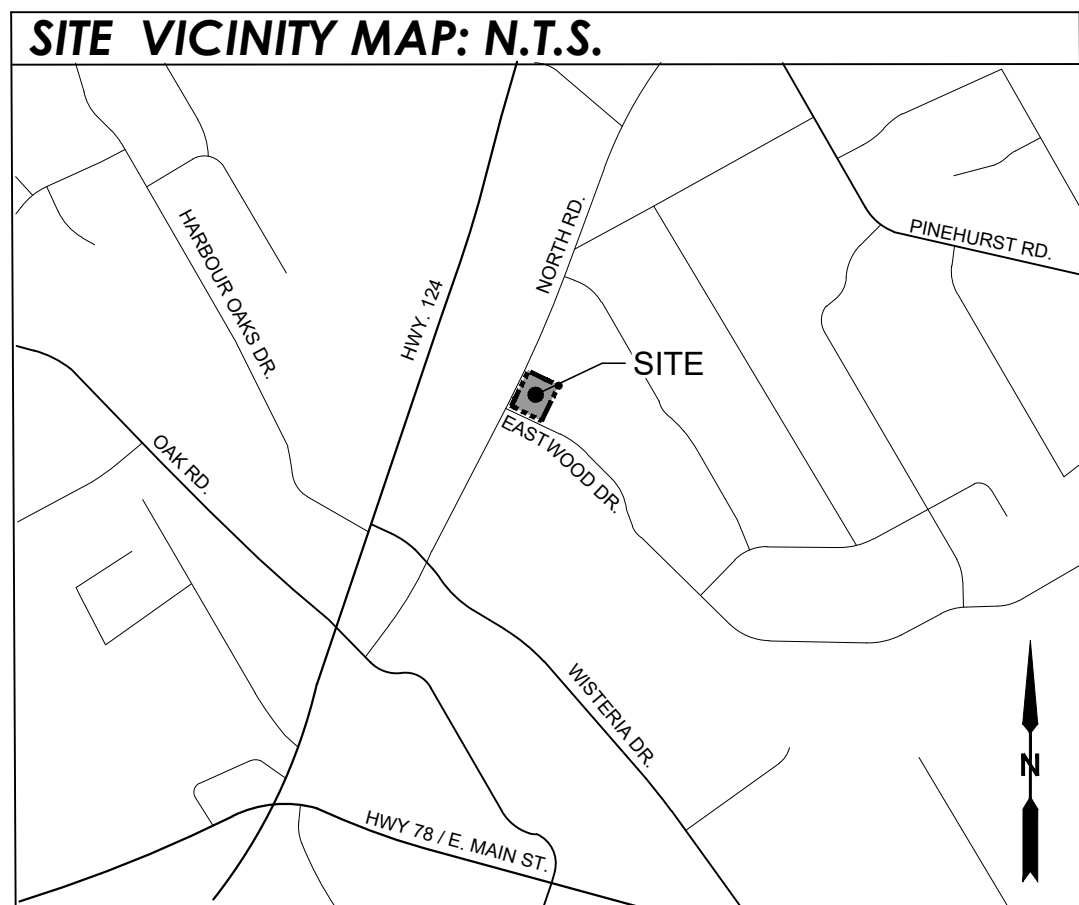 SITE VICINITY MAP: N.T.S.
HARBOUR OAKS DR.
HWY. 124
NORTH RD.
PINEHURST RD.
SITE
EASTWOOD DR.
OAK RD.
WISTERIA DR.
N
HWY 78 / E. MAIN ST.